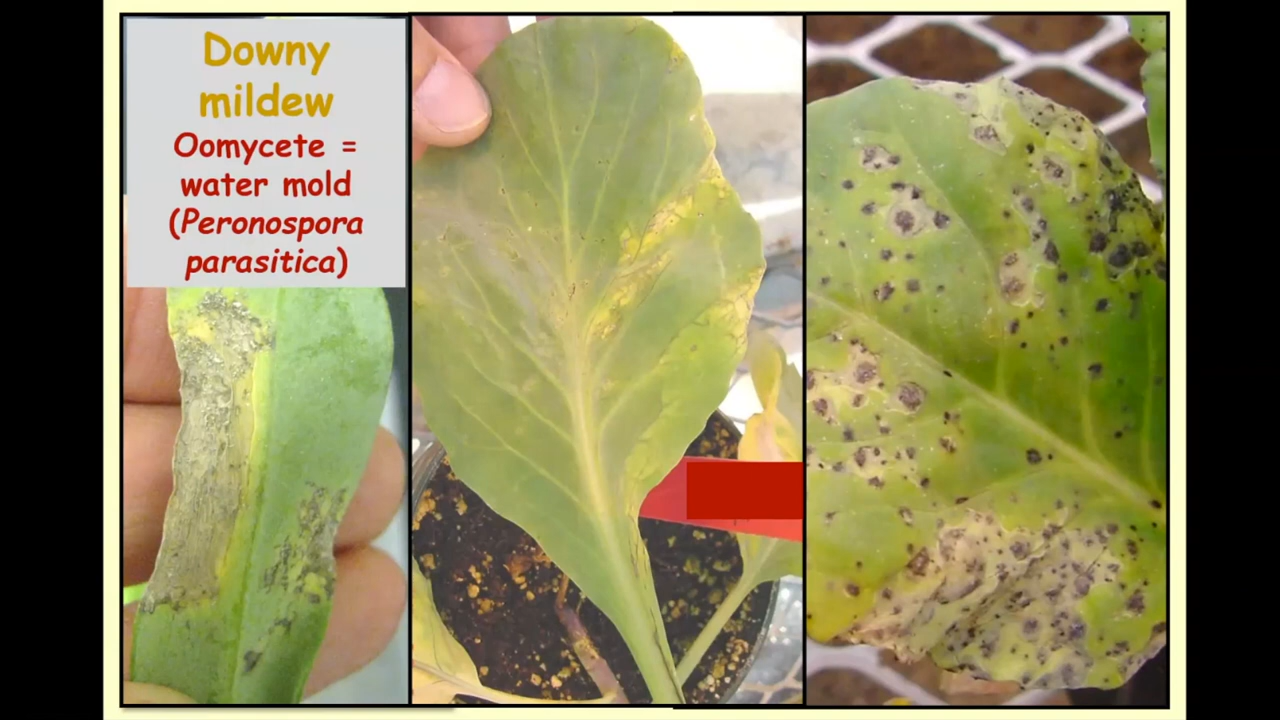 Downy
mildew
Oomycete =
water mold
(Peronospora
parasitica)